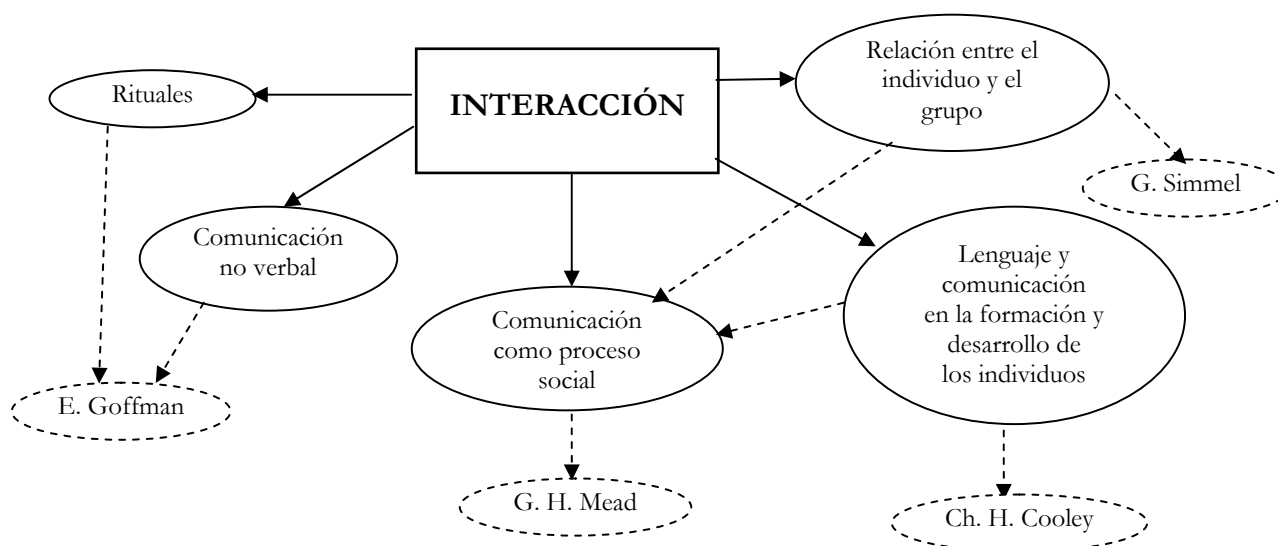 INTERACCIÓN
Relación entre el
individuo y el
grupo
Rituales
G. Simmel
Comunicación
no verbal
Lenguaje y
comunicación
en la formación y
desarrollo de
los individuos
Comunicación
como proceso
social
E. Goffman
G. H. Mead
Ch. H. Cooley